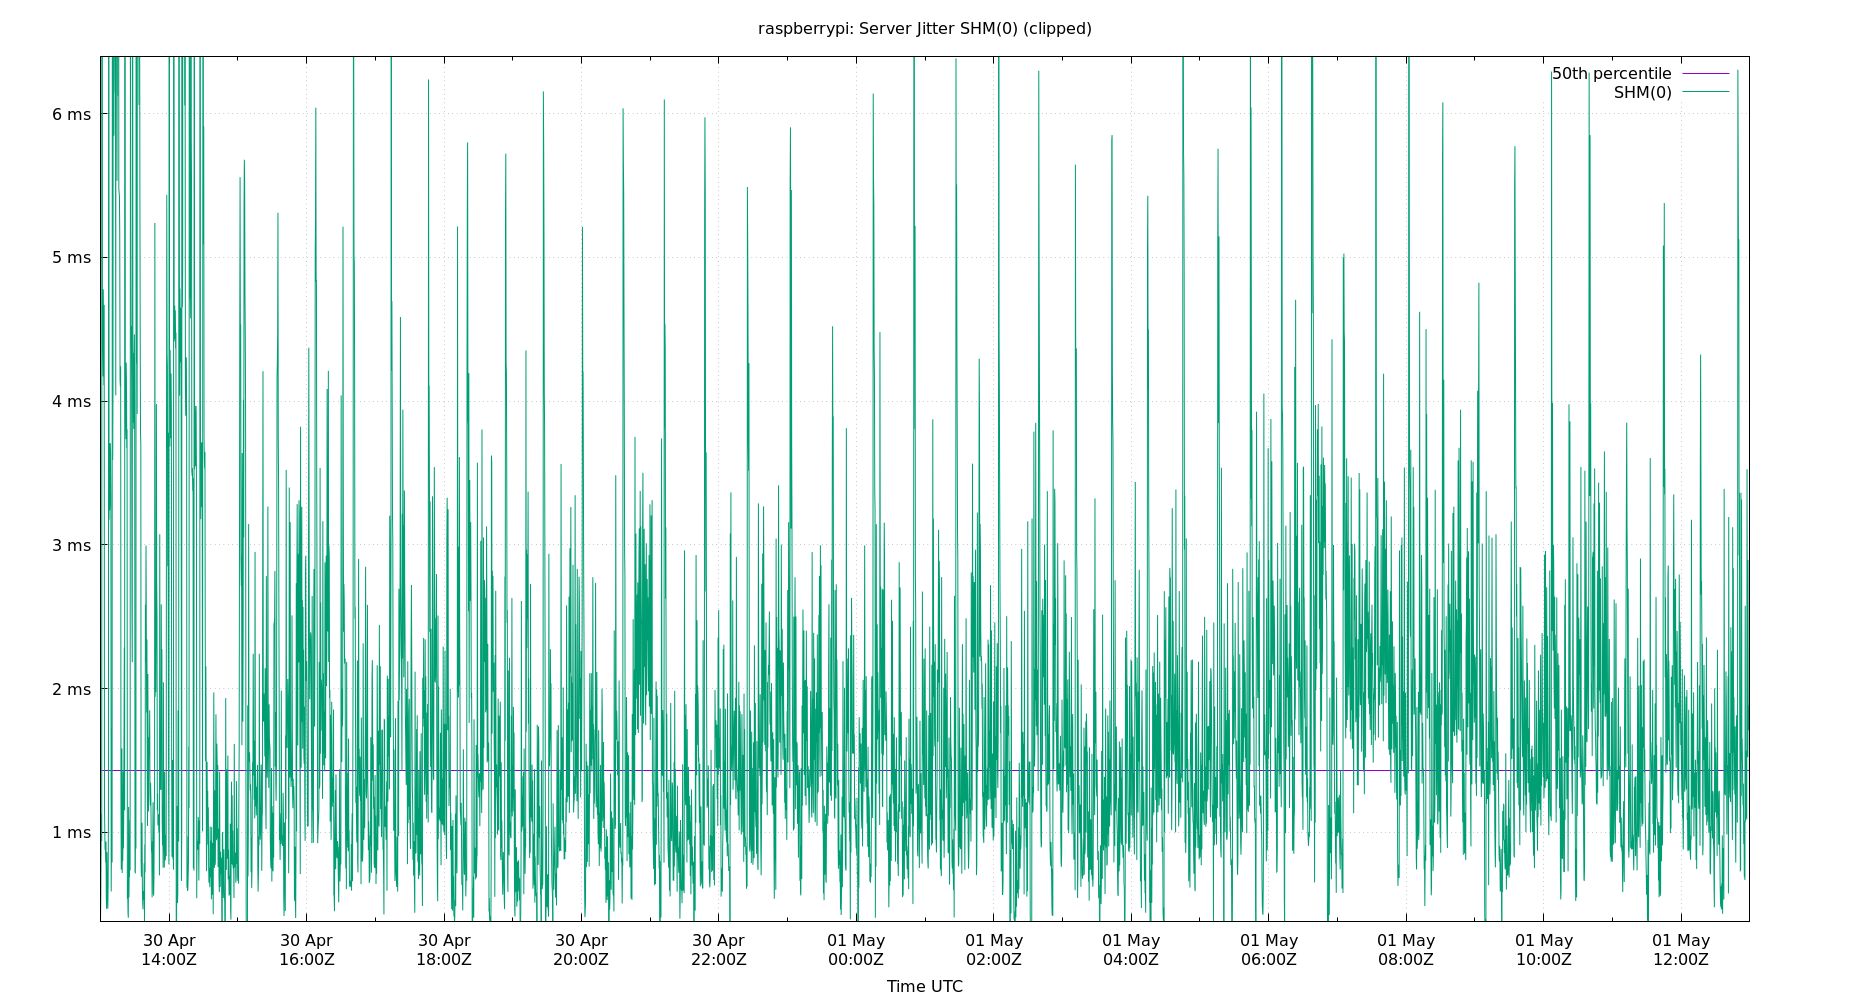 raspberrypi: Server Jitter SHM(0) (clipped)
50th percentile
SHM(0)
6 ms
5 ms
4 ms
3 ms
2 ms
1 ms
30 Apr 30 Apr 30 Apr 30 Apr 30 Apr 01 May 01 May 01 May 01 May 01 May 01 May 01 May
14:00Z 16:00Z 18:00Z 20:00Z 22:00Z 00:00Z 02:00Z 04:00Z 06:00Z 08:00Z 10:00Z 12:00Z
Time UTC